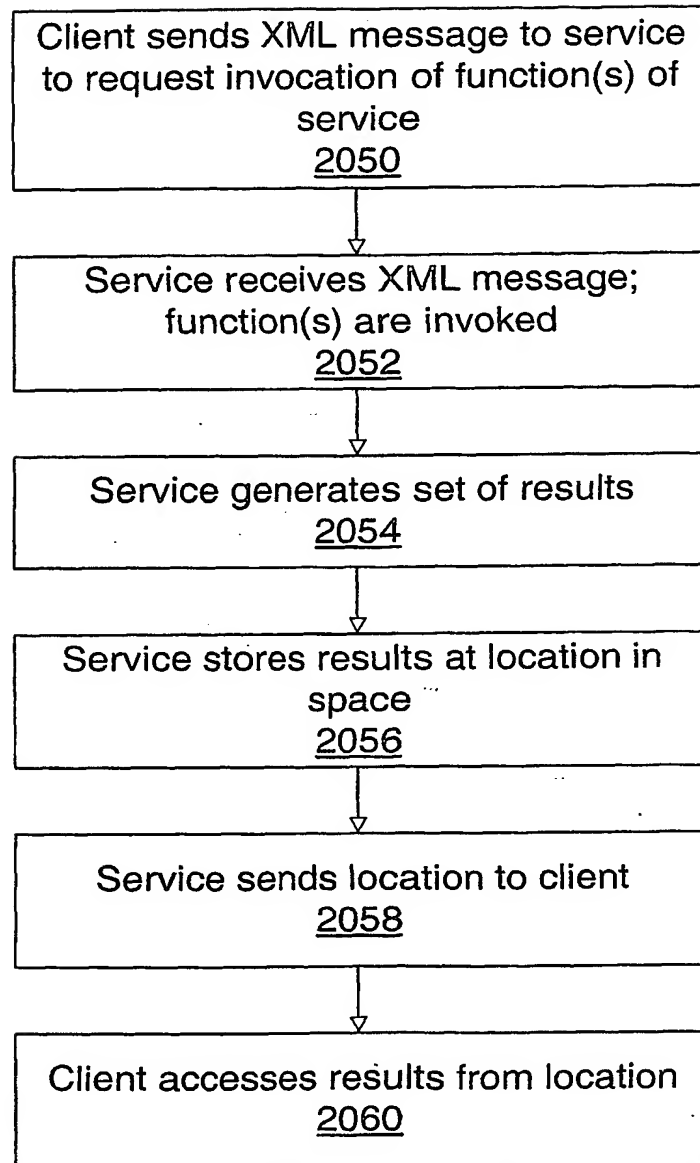 Client sends XML message to service
to request invocation of function(s) of
service
2050
Service receives XML message;
function(s) are invoked
2052
Service generates set of results
2054
Service stores results at location in
space
2056
Service sends location to client
2058
Client accesses results from location
2060